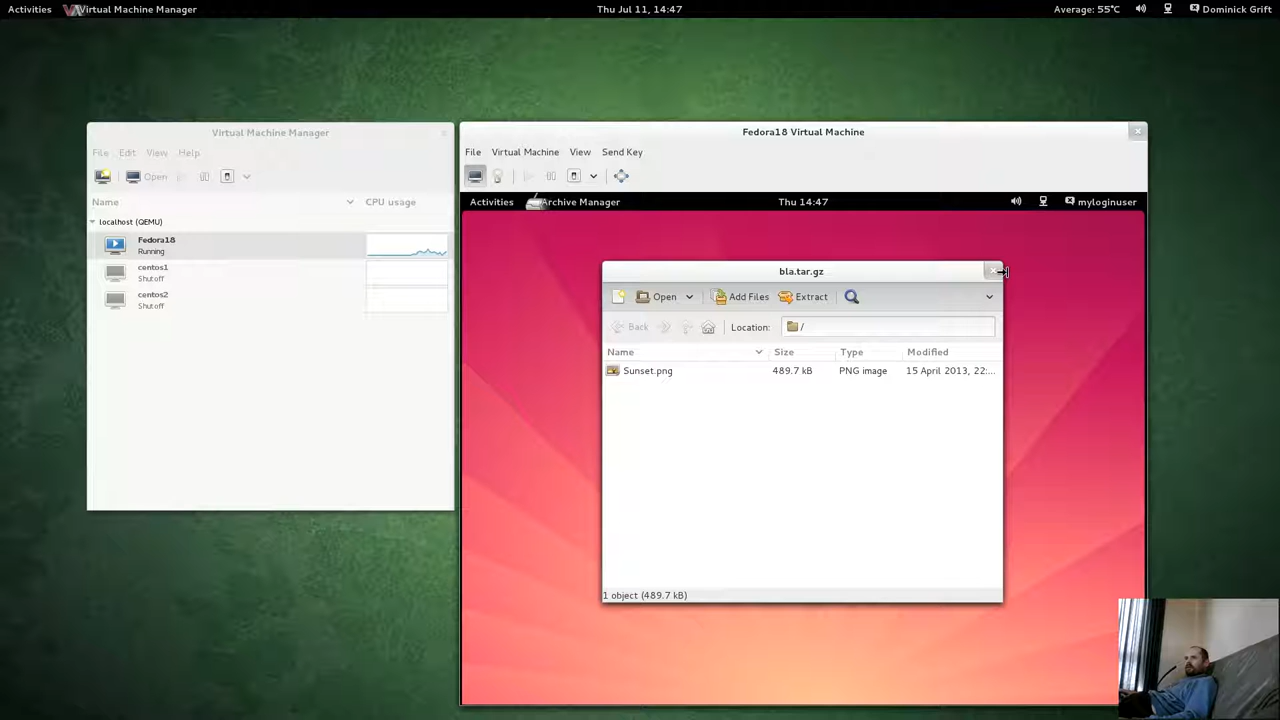 Activities Virtual Machine Manager Thu Jul 11, 14:47 Average: 55°C Dominick Grift
Virtual Machine Manager
File Edit View Help
Open
Name CPU usage
localhost (QEMU)
Fedora18
Running
centos1
Shutoff
centos2
Shutoff
Fedora18 Virtual Machine
File Virtual Machine View Send Key
Activities Archive Manager Thu 14:47 myloginuser
bla.tar.gz
Open Add Files Extract
Back Location: /
Name Size Type Modified
Sunset.png 489.7 kB PNG image 15 April 2013, 22:...
1 object (489.7 kB)